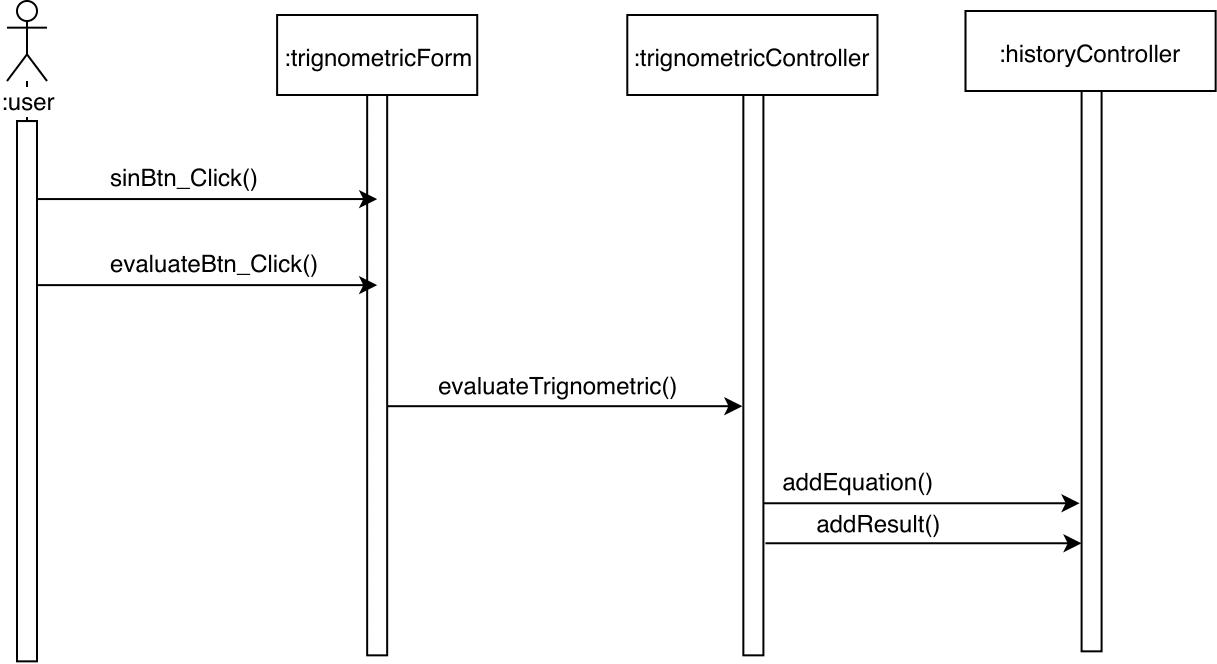 :user
:trignometricForm
:trignometricController
:historyController
sinBtn_Click()
evaluateBtn_Click()
evaluateTrignometric()
addEquation()
addResult()